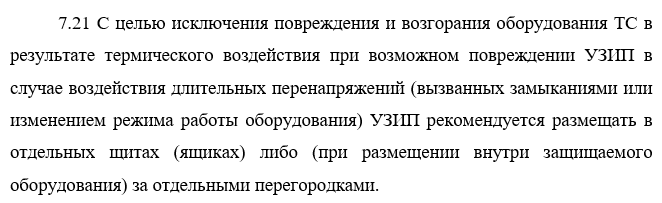 7.21 С целью исключения повреждения и возгорания оборудования ТС в
результате термического воздействия при возможном повреждении УЗИП в
случае воздействия длительных перенапряжений (вызванных замыканиями или
изменением режима работы оборудования) УЗИП рекомендуется размещать в
отдельных щитах (ящиках) либо (при размещении внутри защищаемого
оборудования) за отдельными перегородками.